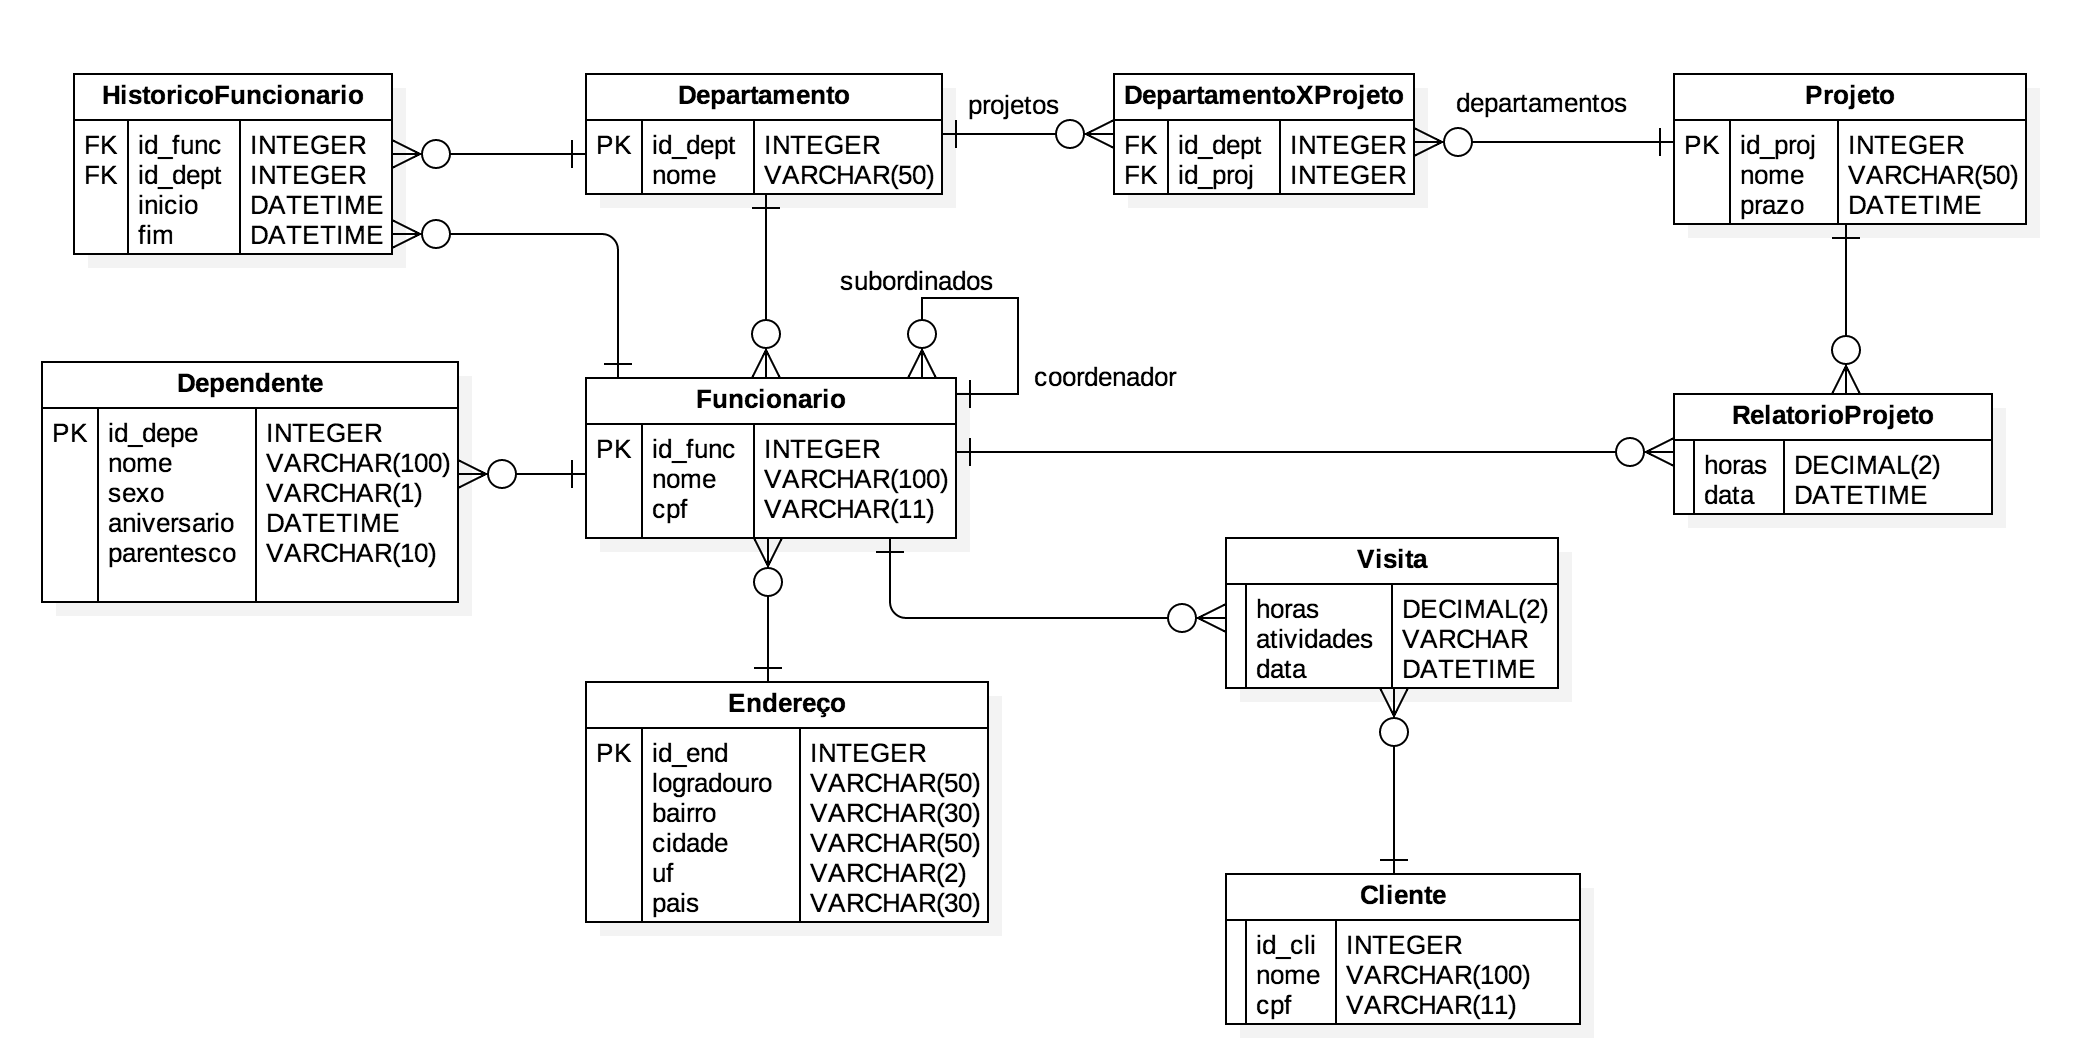 HistoricoFuncionario
FK id_func INTEGER
FK id_dept INTEGER
inicio DATETIME
fim DATETIME
Departamento
PK id_dept INTEGER
nome VARCHAR(50)
projetos
DepartamentoXProjeto
FK id_dept INTEGER
FK id_proj INTEGER
departamentos
Projeto
PK id_proj INTEGER
nome VARCHAR(50)
prazo DATETIME
subordinados
coordenador
Dependente
PK id_depe INTEGER
nome VARCHAR(100)
sexo VARCHAR(1)
aniversario DATETIME
parentesco VARCHAR(10)
Funcionario
PK id_func INTEGER
nome VARCHAR(100)
cpf VARCHAR(11)
RelatorioProjeto
horas DECIMAL(2)
data DATETIME
Visita
horas DECIMAL(2)
atividades VARCHAR
data DATETIME
Endereço
PK id_end INTEGER
logradouro VARCHAR(50)
bairro VARCHAR(30)
cidade VARCHAR(50)
uf VARCHAR(2)
pais VARCHAR(30)
Cliente
id_cli INTEGER
nome VARCHAR(100)
cpf VARCHAR(11)